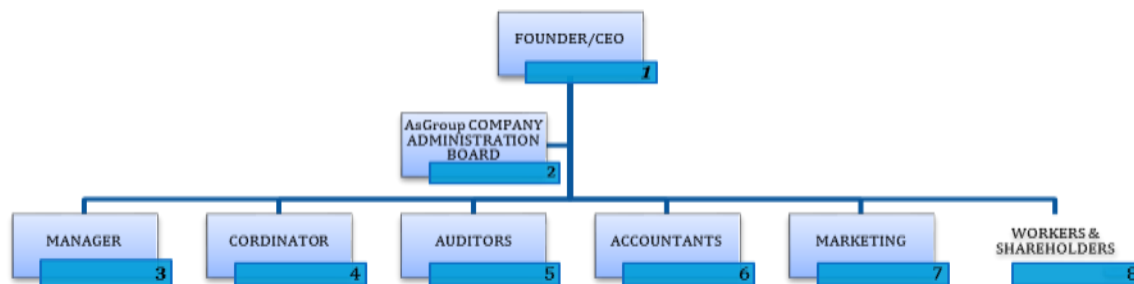 FOUNDER/CEO
1
AsGroup COMPANY
ADMINISTRATION
BOARD
2
MANAGER
3
CORDINATOR
4
AUDITORS
5
ACCOUNTANTS
6
MARKETING
7
WORKERS &
SHAREHOLDERS
8